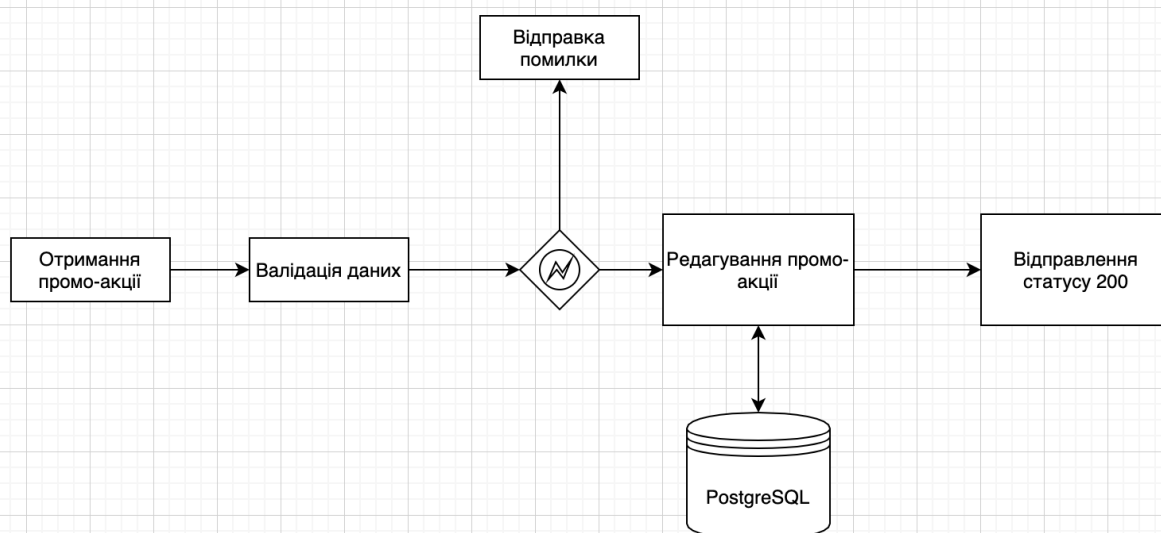 Відправка
помилки
Отримання
промо-акції
Валідація даних
Редагування промо-
акції
Відправлення
статусу 200
PostgreSQL